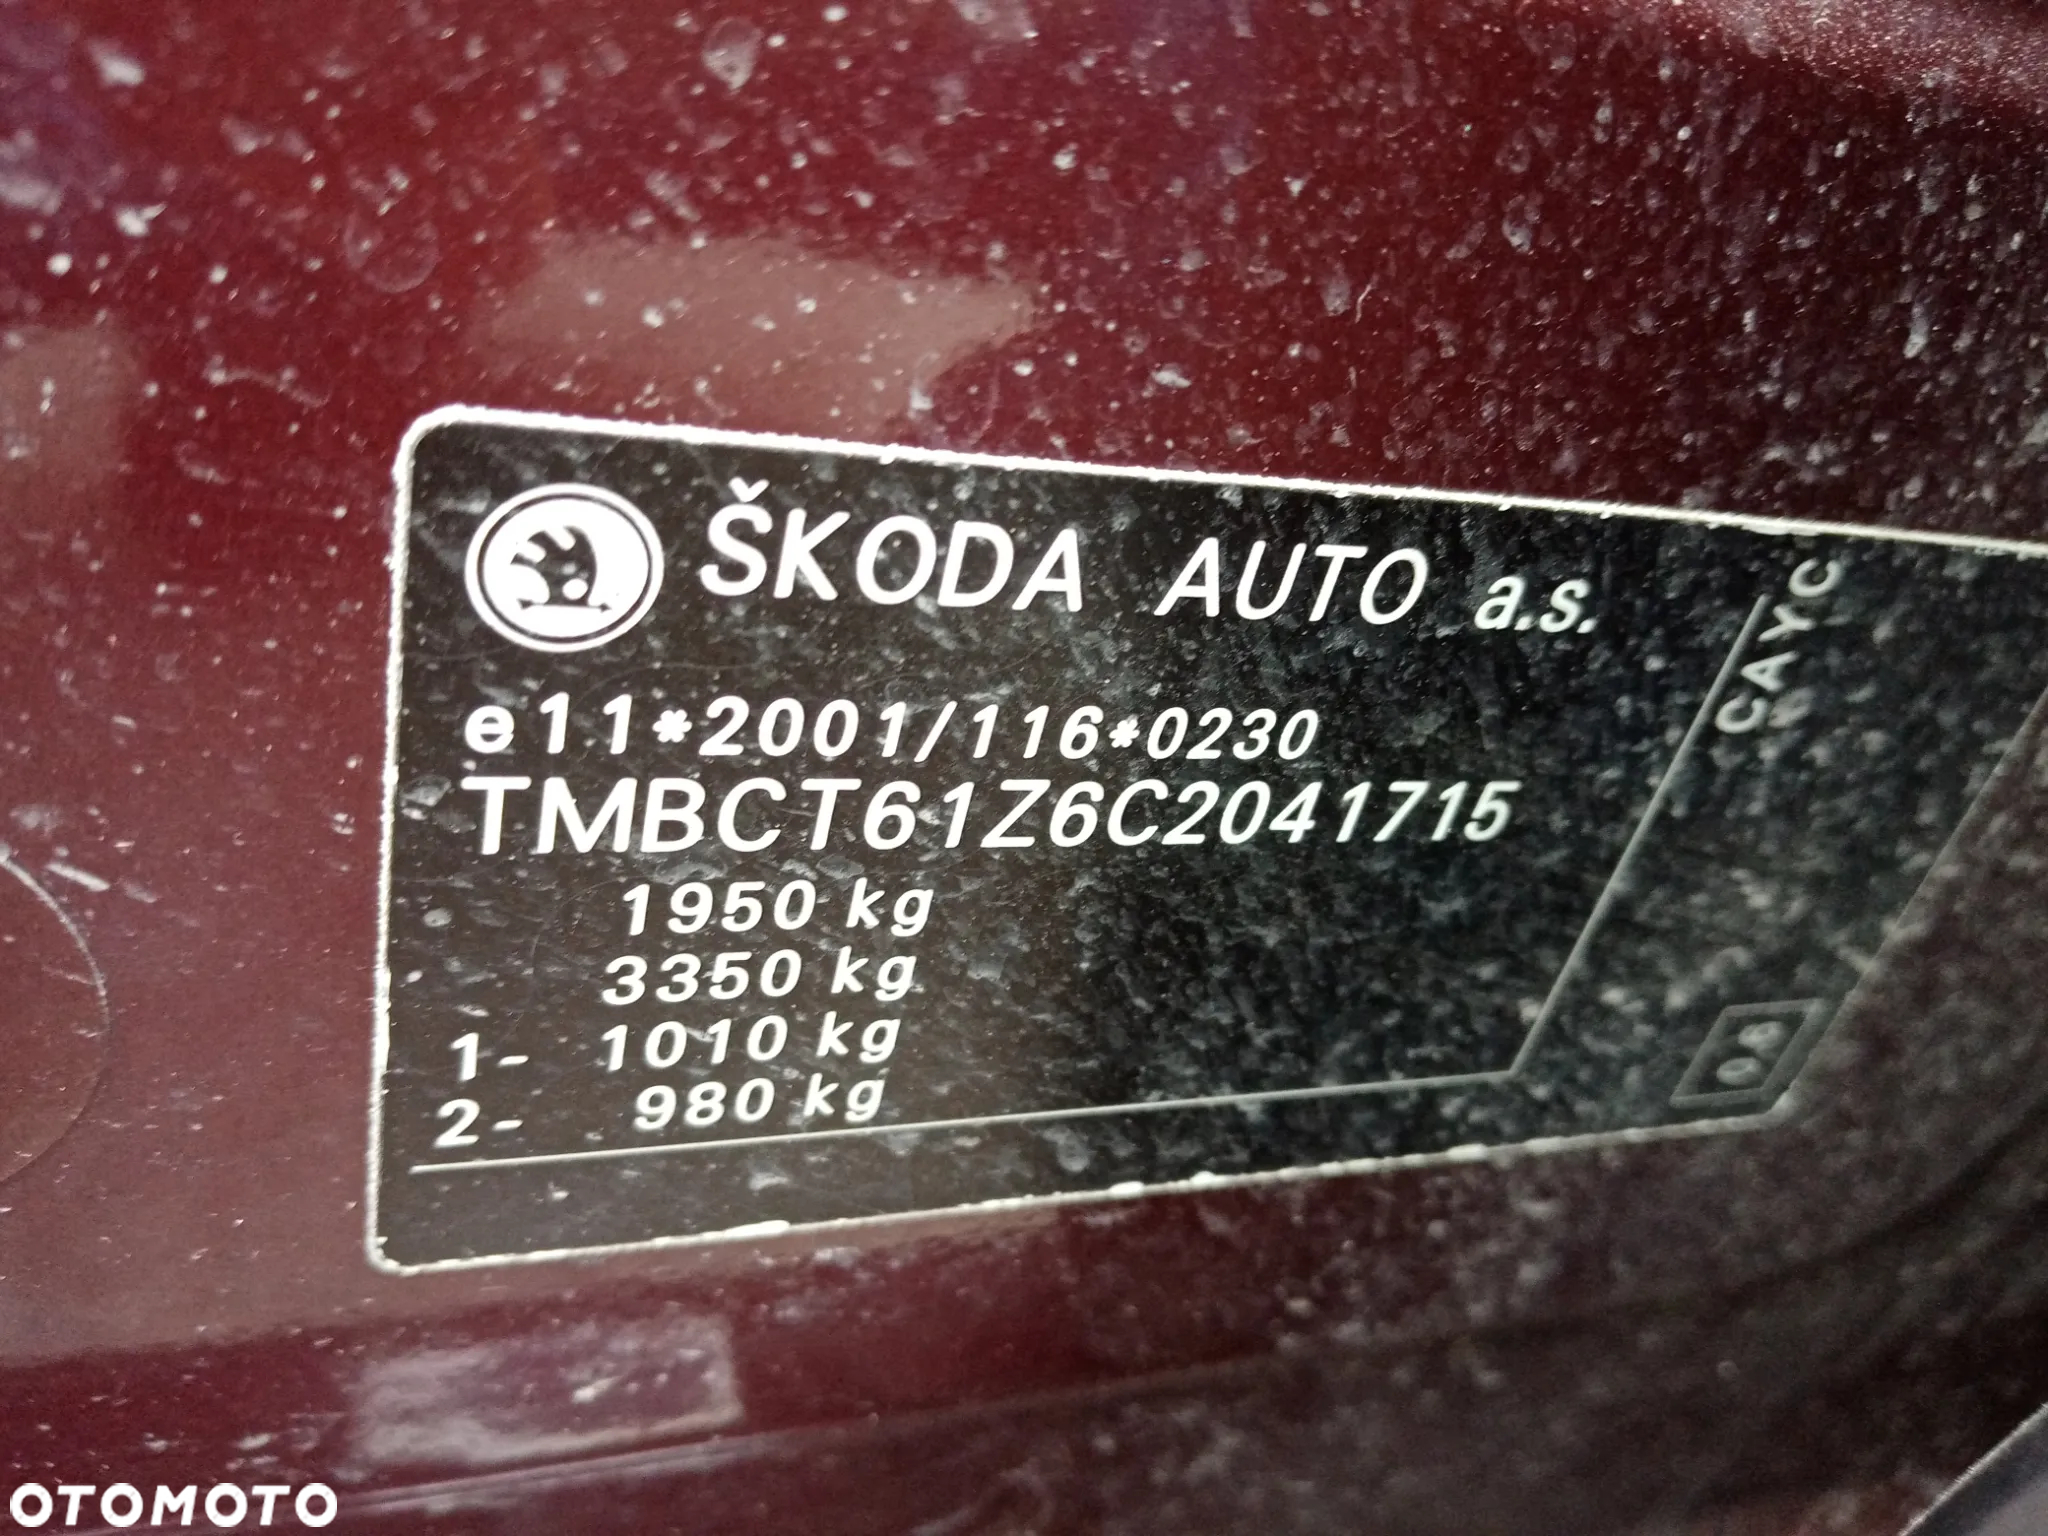 ŠKODA AUTO a.s.
e11*2001/116*0230
TMBCT61Z6C2041715
1950 kg
3350 kg
1- 1010 kg
2- 980 kg
CAYC
OTOMOTO